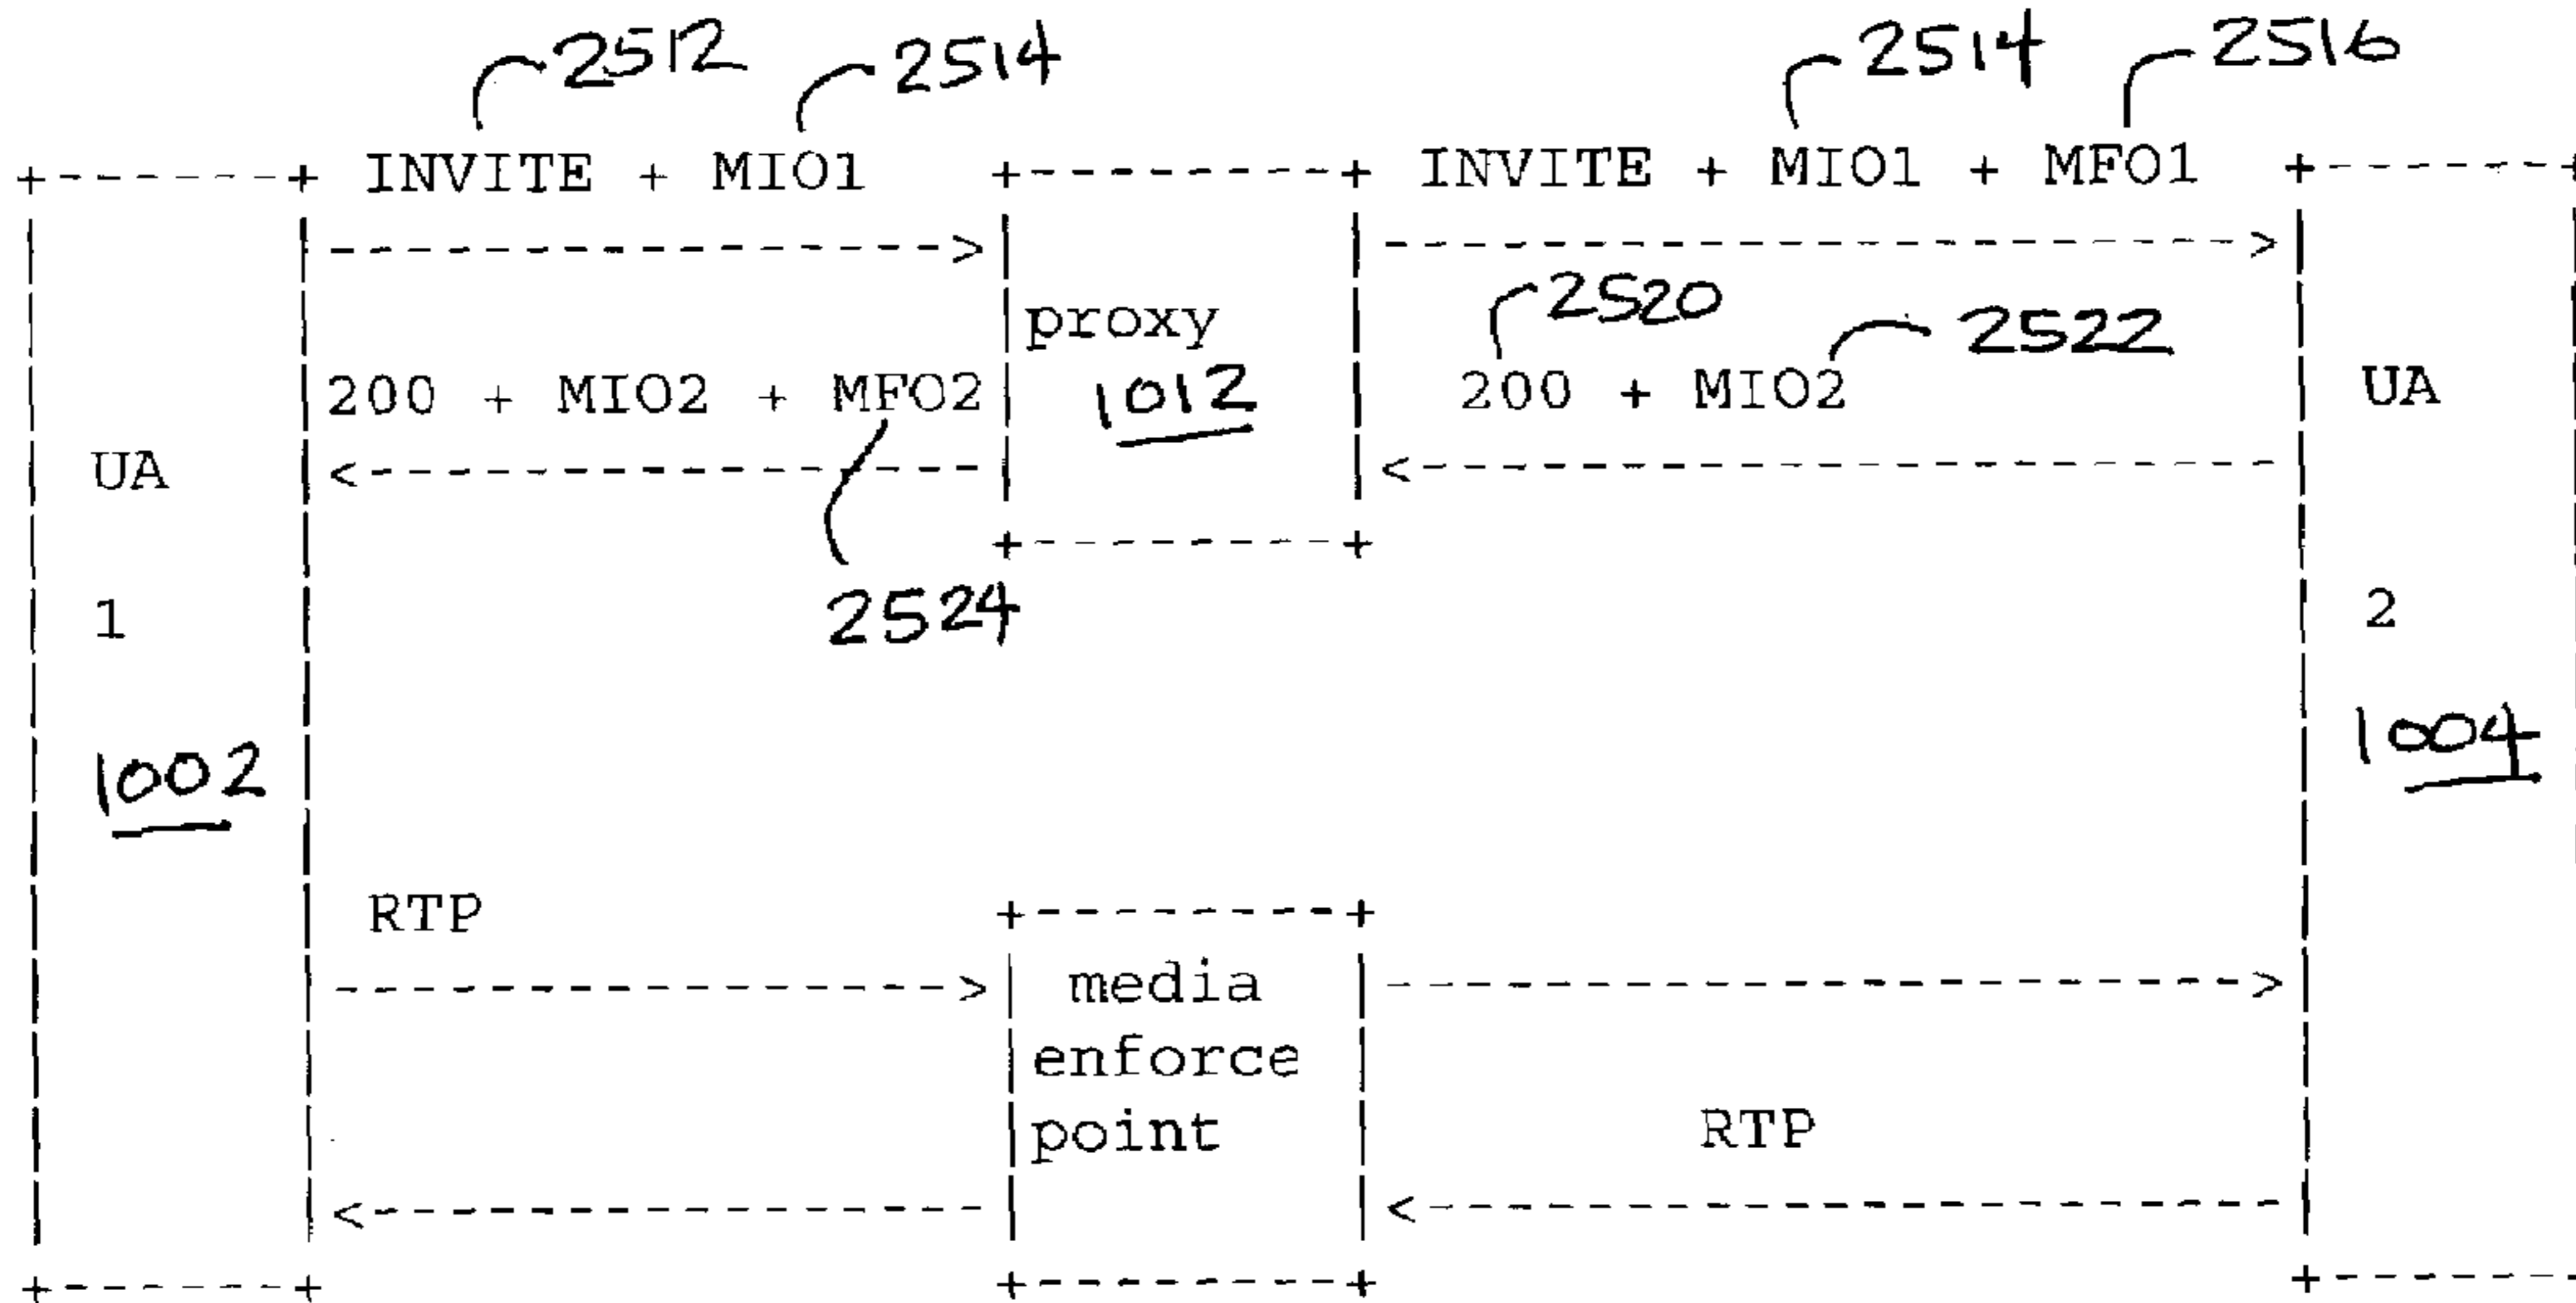 2512 2514 2514 2516
INVITE + MIO1 INVITE + MIO1 + MFO1
proxy 2520 2522
200 + MIO2 + MFO2 1012 200 + MIO2 UA
UA
1 2524 2
1002 1004
RTP
media
enforce
point RTP